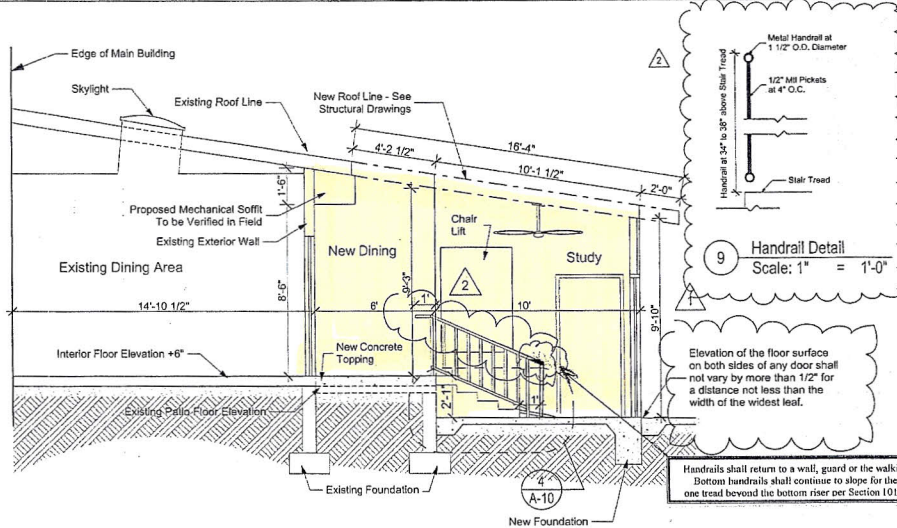 Edge of Main Building
Skylight
Existing Roof Line
New Roof Line - See
Structural Drawings
16'-4"
4'-2 1/2"
10'-1 1/2"
2'-0"
1'-6"
Proposed Mechanical Soffit
To be Verified in Field
Existing Exterior Wall
Chair
Lift
Existing Dining Area
New Dining
Study
2
8'-6"
9'-3"
9'-10"
14'-10 1/2"
6'
1'
10'
Interior Floor Elevation +6"
New Concrete
Topping
Existing Patio Floor Elevation
1'
Existing Foundation
4
A-10
New Foundation
2
Metal Handrail at
1 1/2" O.D. Diameter
1/2" Mtl Pickets
at 4" O.C.
Handrail at 34" to 38" above Stair Tread
Stair Tread
9
Handrail Detail
Scale: 1" = 1'-0"
Elevation of the floor surface
on both sides of any door shall
not vary by more than 1/2" for
a distance not less than the
width of the widest leaf.
Handrails shall return to a wall, guard or the walki
Bottom handrails shall continue to slope for the
one tread beyond the bottom riser per Section 101